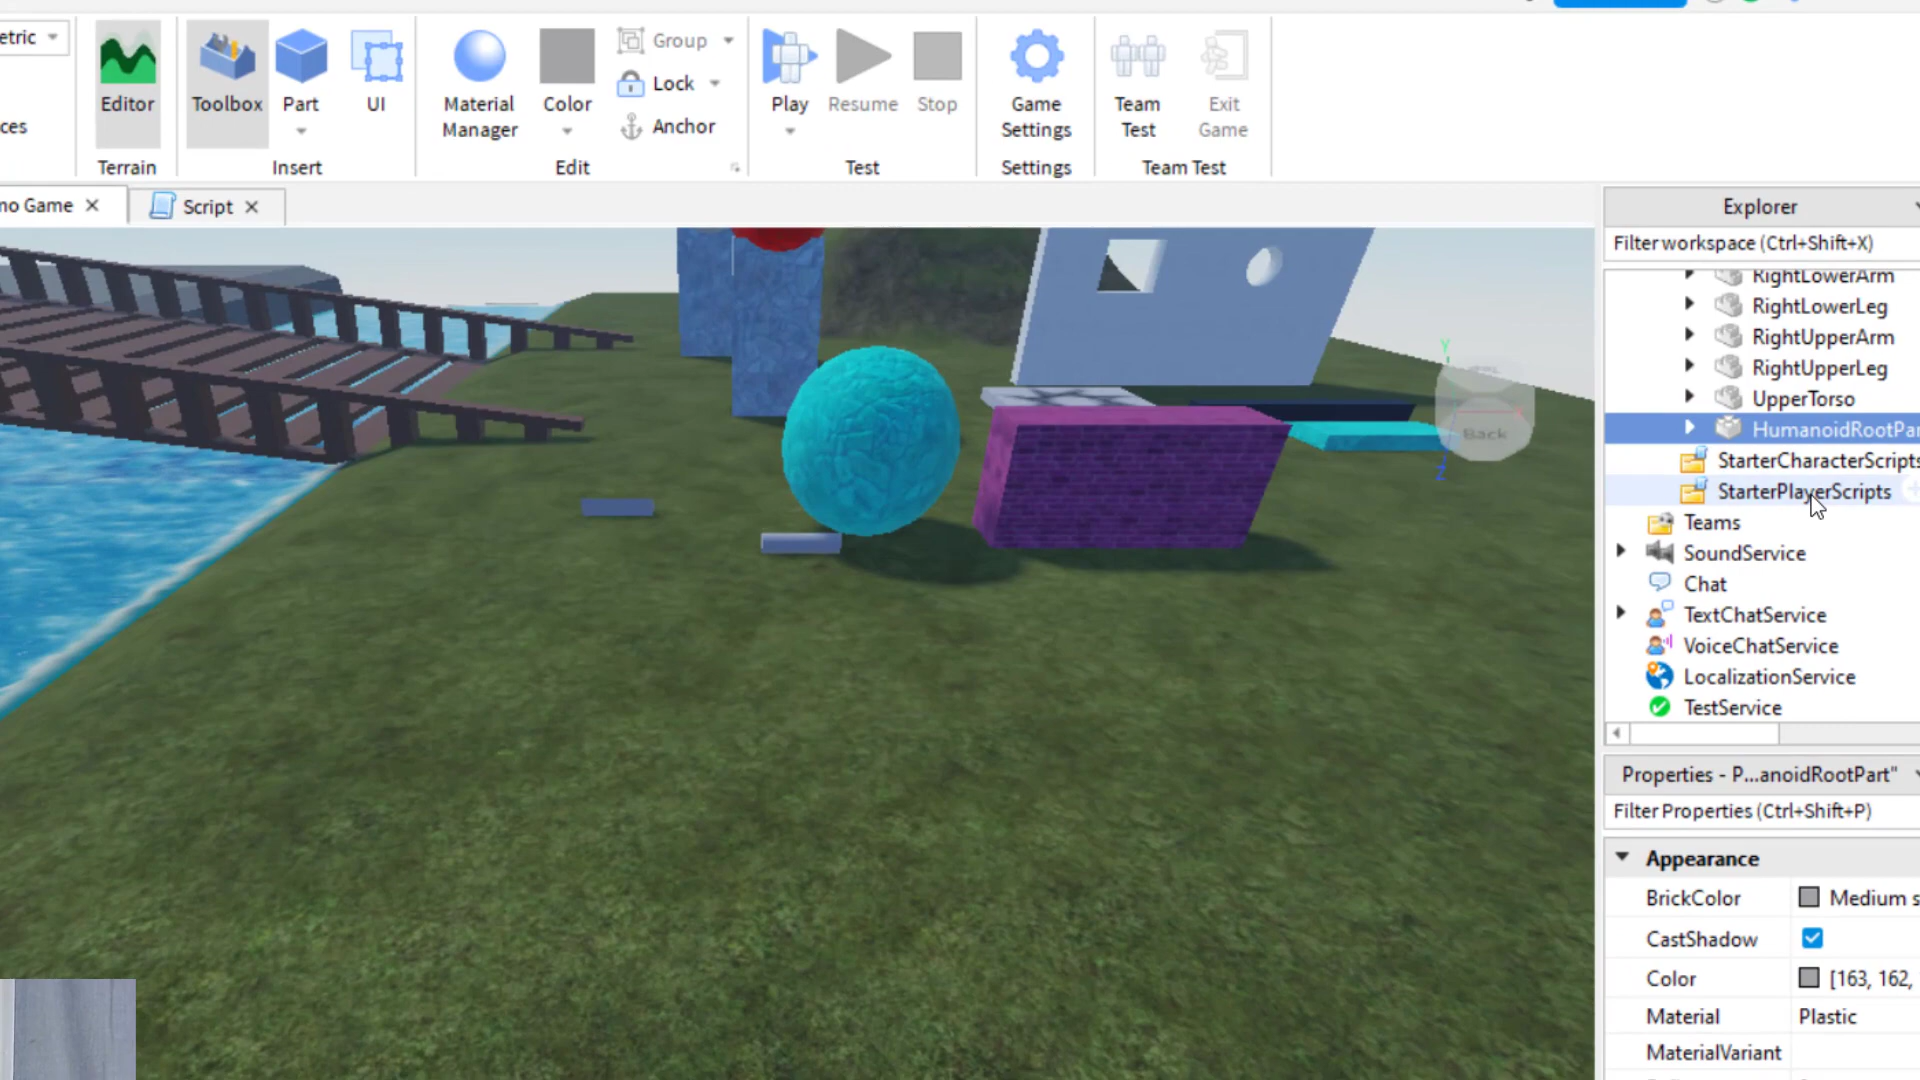 etric
ces
Editor
Terrain
Toolbox
Part
UI
Insert
Material
Manager
Color
Group
Lock
Anchor
Edit
Play
Resume
Stop
Test
Game
Settings
Settings
Team
Test
Exit
Game
Team Test
no Game
Script
Explorer
Filter workspace (Ctrl+Shift+X)
RightLowerArm
RightLowerLeg
RightUpperArm
RightUpperLeg
UpperTorso
HumanoidRootPar
StarterCharacterScripts
StarterPlayerScripts
Teams
SoundService
Chat
TextChatService
VoiceChatService
LocalizationService
TestService
Y
Back
Z
Properties - P...anoidRootPart"
Filter Properties (Ctrl+Shift+P)
Appearance
BrickColor Medium s
CastShadow
Color [163, 162,
Material Plastic
MaterialVariant